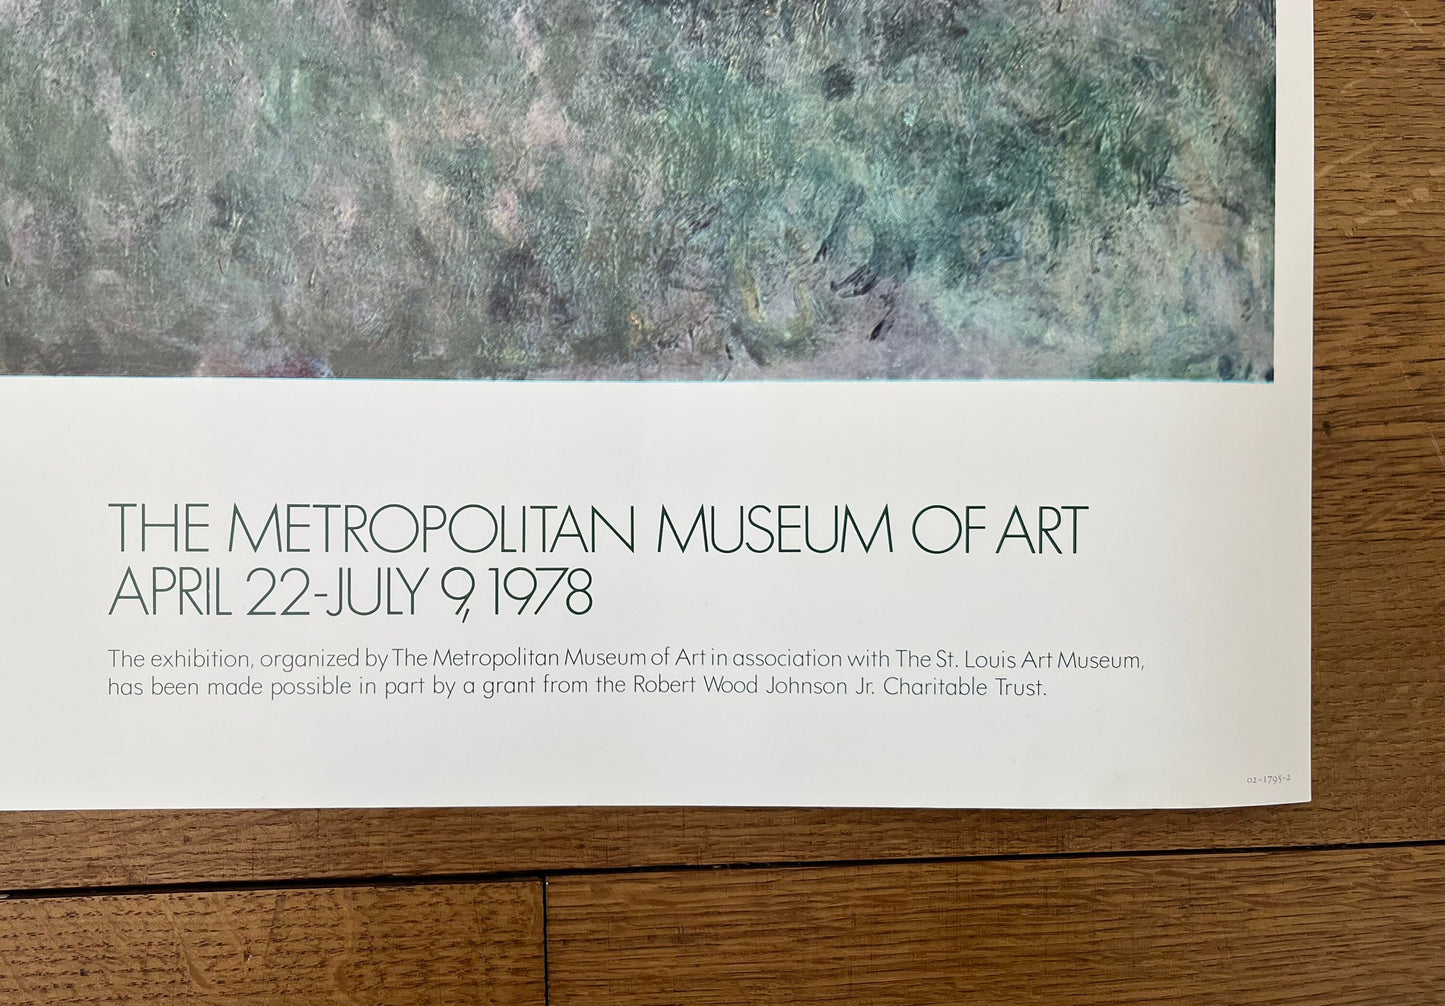 THE METROPOLITAN MUSEUM OF ART
APRIL 22-JULY 9, 1978
The exhibition, organized by The Metropolitan Museum of Art in association with The St. Louis Art Museum,
has been made possible in part by a grant from the Robert Wood Johnson Jr. Charitable Trust.
02-1795-2